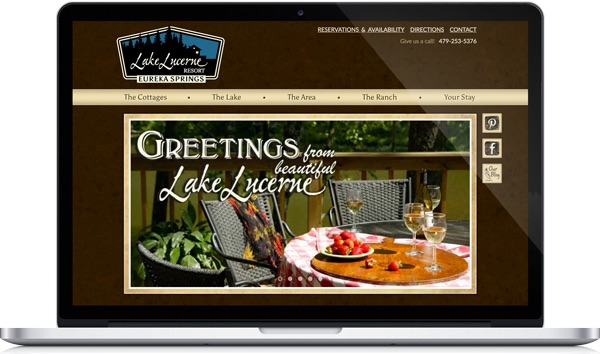 Lake Lucerne
RESORT
EUREKA SPRINGS
RESERVATIONS & AVAILABILITY DIRECTIONS CONTACT
Give us a call: 479-253-5376
The Cottages • The Lake • The Area • The Ranch • Your Stay
GREETINGS from
beautiful
Lake Lucerne
Our
Blog